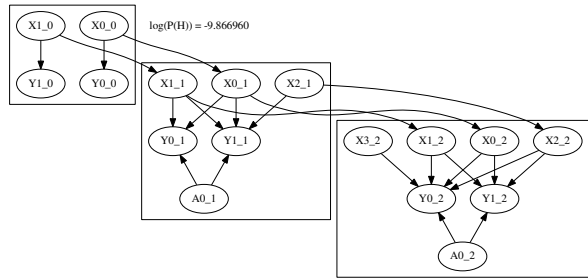 X1_0 X0_0 log(P(H)) = -9.866960
Y1_0 Y0_0 X1_1 X0_1 X2_1
Y0_1 Y1_1 X3_2 X1_2 X0_2 X2_2
A0_1 Y0_2 Y1_2
A0_2